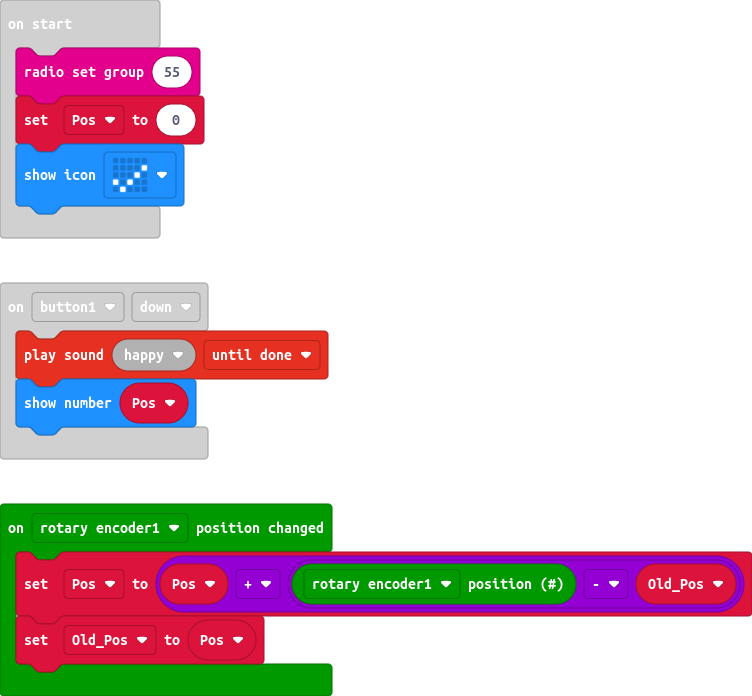 on start
radio set group 55
set Pos to 0
show icon
on button1 down
play sound happy until done
show number Pos
on rotary encoder1 position changed
set Pos to Pos + rotary encoder1 position (#) - Old_Pos
set Old_Pos to Pos